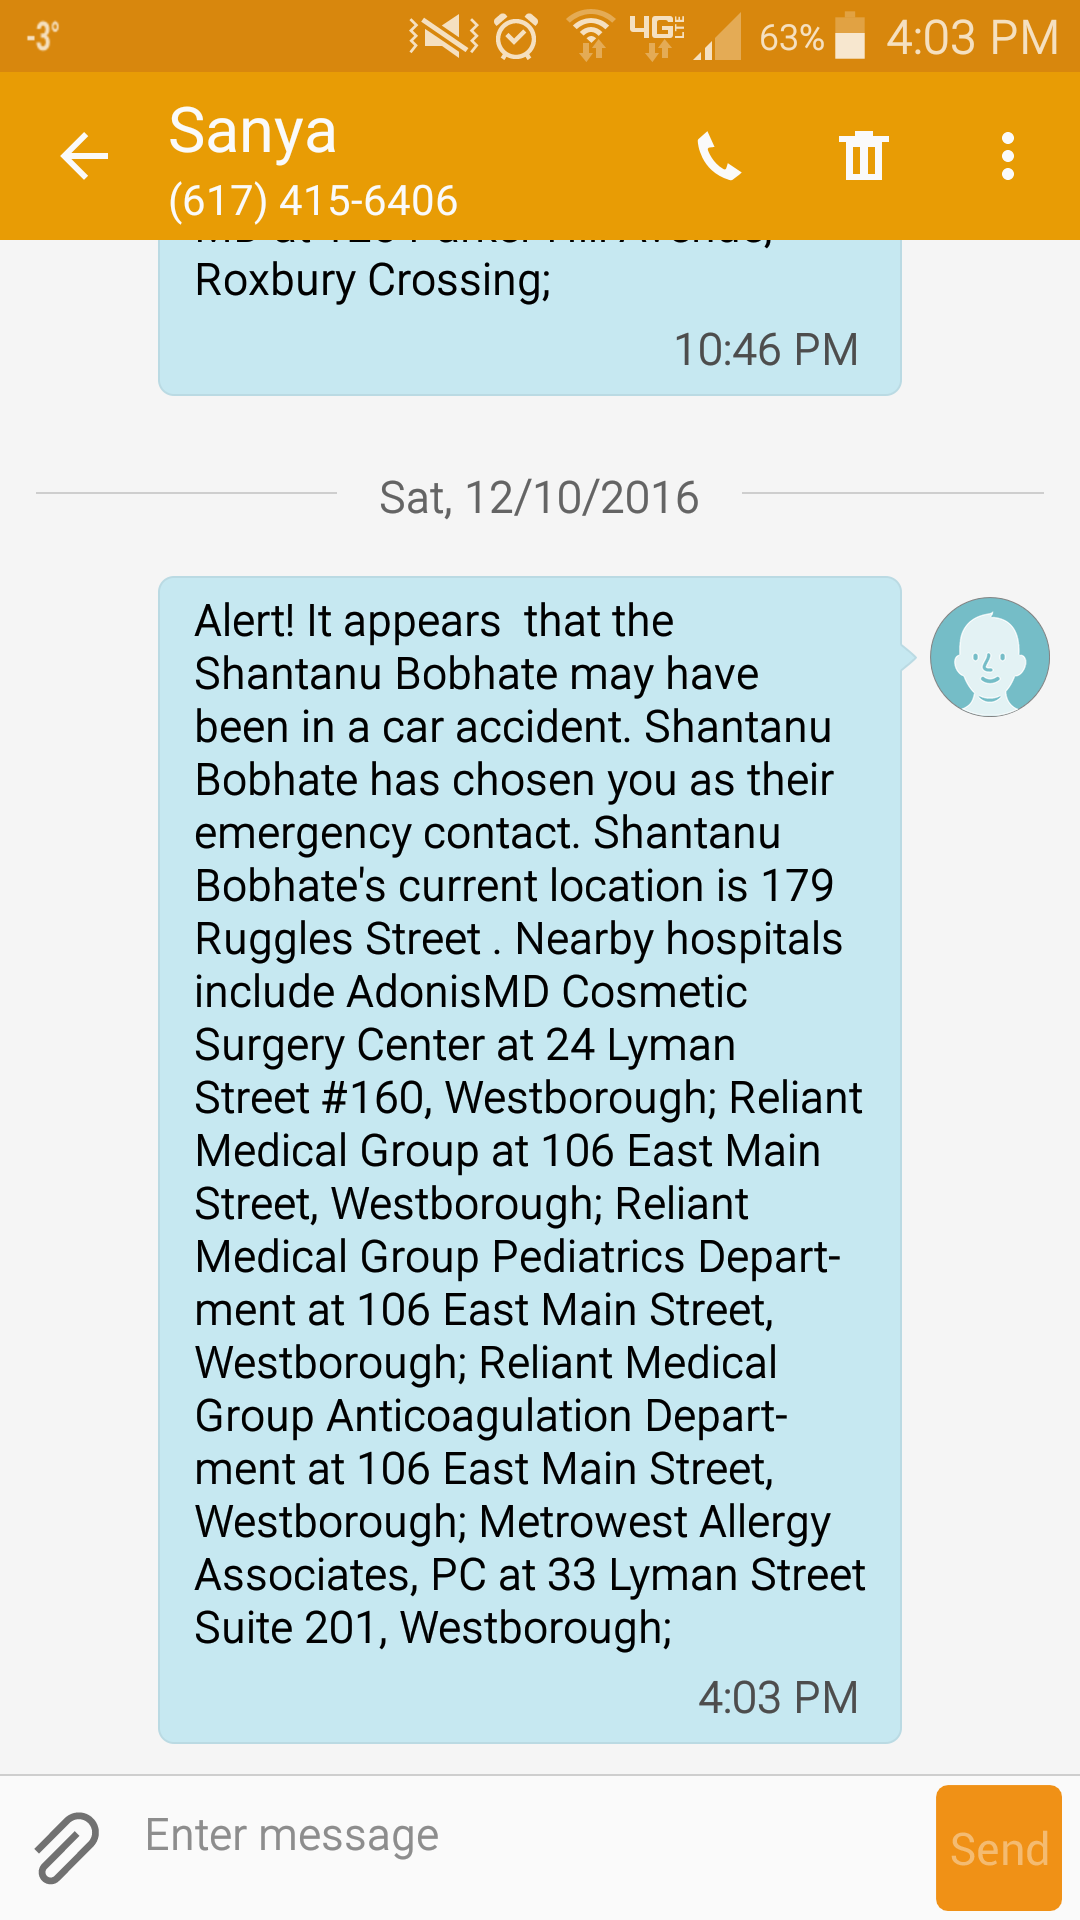 -3° 4G LTE 63% 4:03 PM
Sanya
(617) 415-6406
Roxbury Crossing;
10:46 PM
Sat, 12/10/2016
Alert! It appears  that the
Shantanu Bobhate may have
been in a car accident. Shantanu
Bobhate has chosen you as their
emergency contact. Shantanu
Bobhate's current location is 179
Ruggles Street . Nearby hospitals
include AdonisMD Cosmetic
Surgery Center at 24 Lyman
Street #160, Westborough; Reliant
Medical Group at 106 East Main
Street, Westborough; Reliant
Medical Group Pediatrics Depart-
ment at 106 East Main Street,
Westborough; Reliant Medical
Group Anticoagulation Depart-
ment at 106 East Main Street,
Westborough; Metrowest Allergy
Associates, PC at 33 Lyman Street
Suite 201, Westborough;
4:03 PM
Enter message
Send